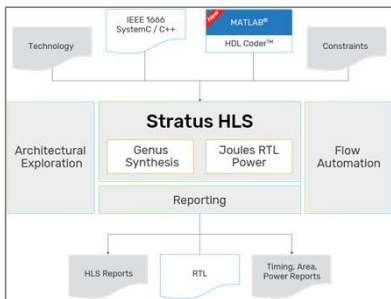 Technology
IEEE 1666
SystemC / C++
New
MATLAB®
HDL Coder™
Constraints
Architectural
Exploration
Stratus HLS
Genus
Synthesis
Joules RTL
Power
Flow
Automation
Reporting
HLS Reports
RTL
Timing, Area,
Power Reports